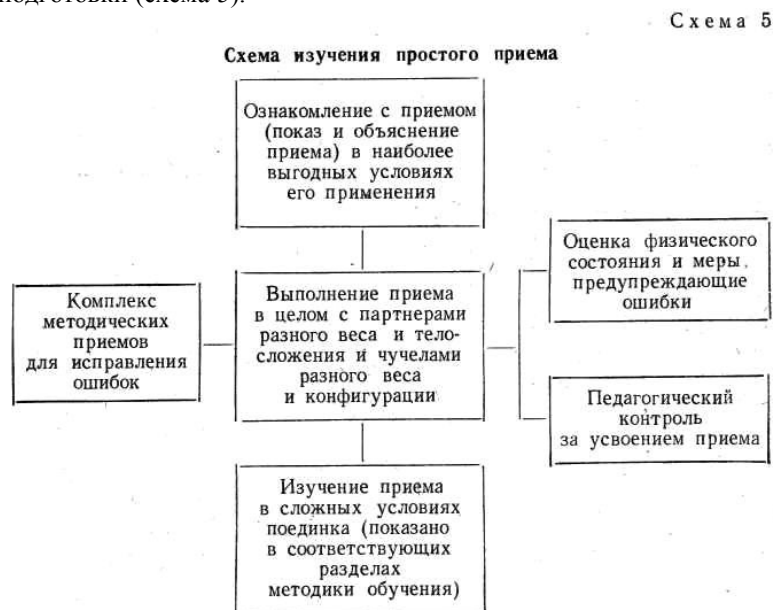 подготовки (схема 5).
Схема 5
Схема изучения простого приема
Ознакомление с приемом
(показ и объяснение
приема) в наиболее
выгодных условиях
его применения
Оценка физического
состояния и меры,
предупреждающие
ошибки
Комплекс
методических
приемов
для исправления
ошибок
Выполнение приема
в целом с партнерами
разного веса и тело-
сложения и чучелами
разного веса
и конфигурации
Педагогический
контроль
за усвоением приема
Изучение приема
в сложных условиях
поединка (показано
в соответствующих
разделах
методики обучения)